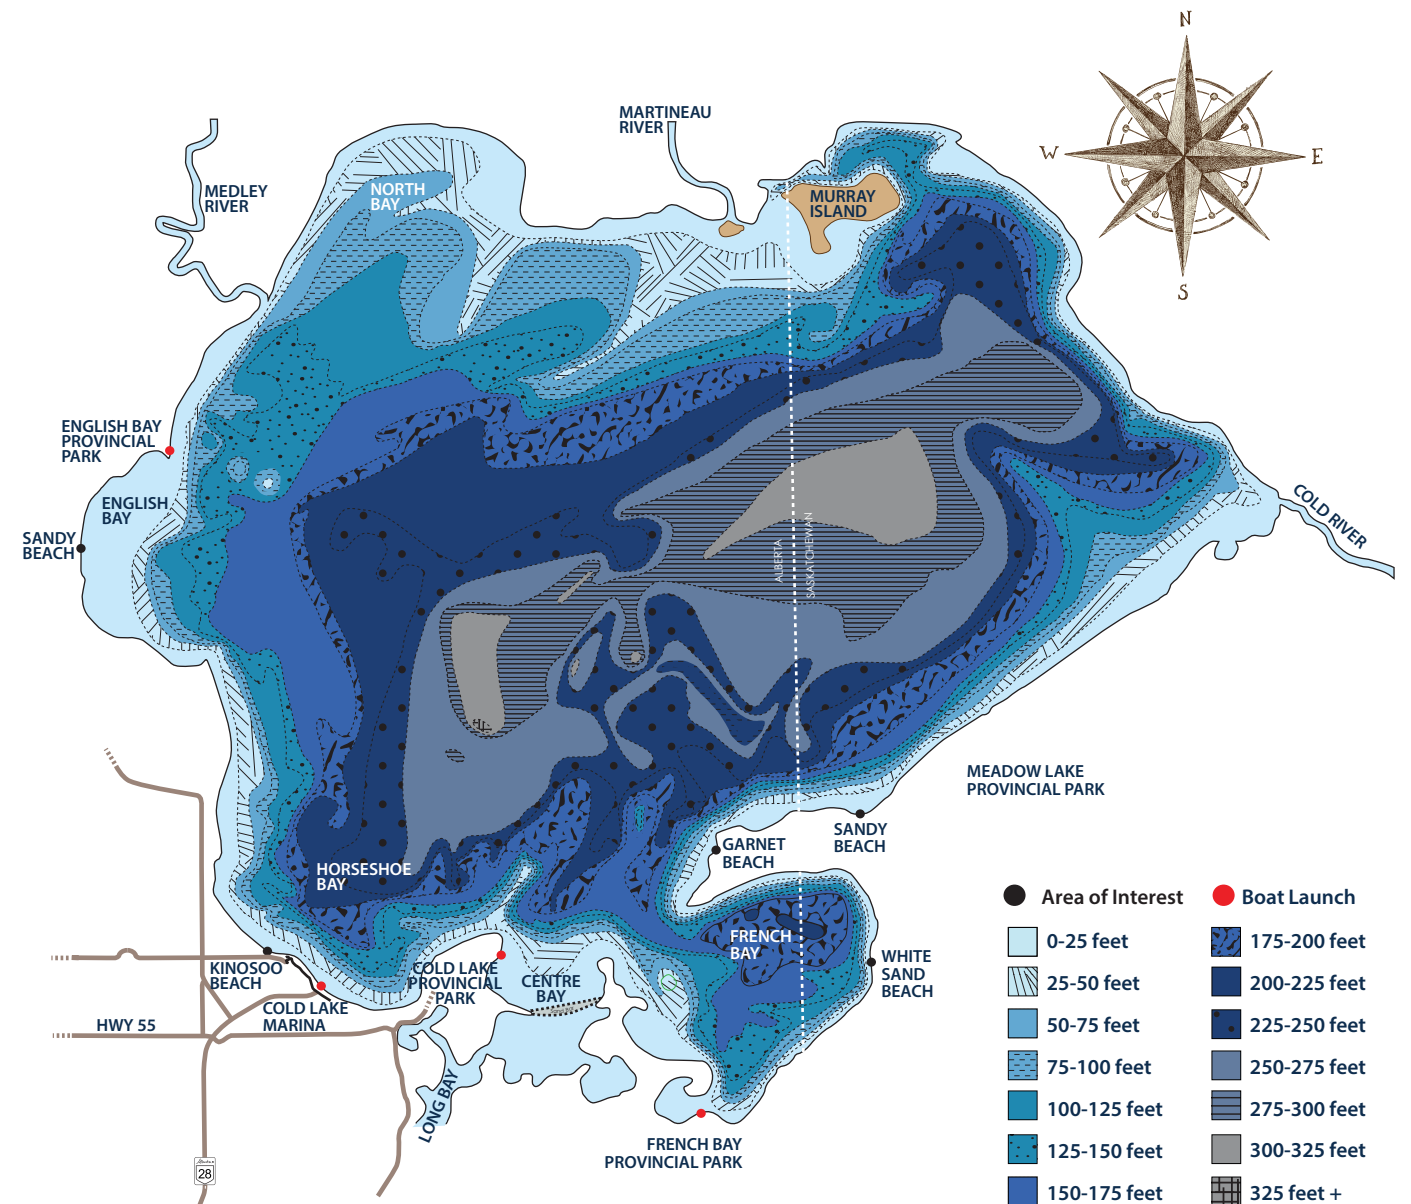 N
W
E
S
MARTINEAU
RIVER
MEDLEY
RIVER
NORTH
BAY
MURRAY
ISLAND
ENGLISH BAY
PROVINCIAL
PARK
ENGLISH
BAY
SANDY
BEACH
COLD RIVER
ALBERTA
SASKATCHEWAN
MEADOW LAKE
PROVINCIAL PARK
SANDY
BEACH
GARNET
BEACH
HORSESHOE
BAY
FRENCH
BAY
WHITE
SAND
BEACH
KINOSOO
BEACH
COLD LAKE
PROVINCIAL
PARK
CENTRE
BAY
COLD LAKE
MARINA
HWY 55
LONG BAY
FRENCH BAY
PROVINCIAL PARK
28
Area of Interest
Boat Launch
0-25 feet
25-50 feet
50-75 feet
75-100 feet
100-125 feet
125-150 feet
150-175 feet
175-200 feet
200-225 feet
225-250 feet
250-275 feet
275-300 feet
300-325 feet
325 feet +